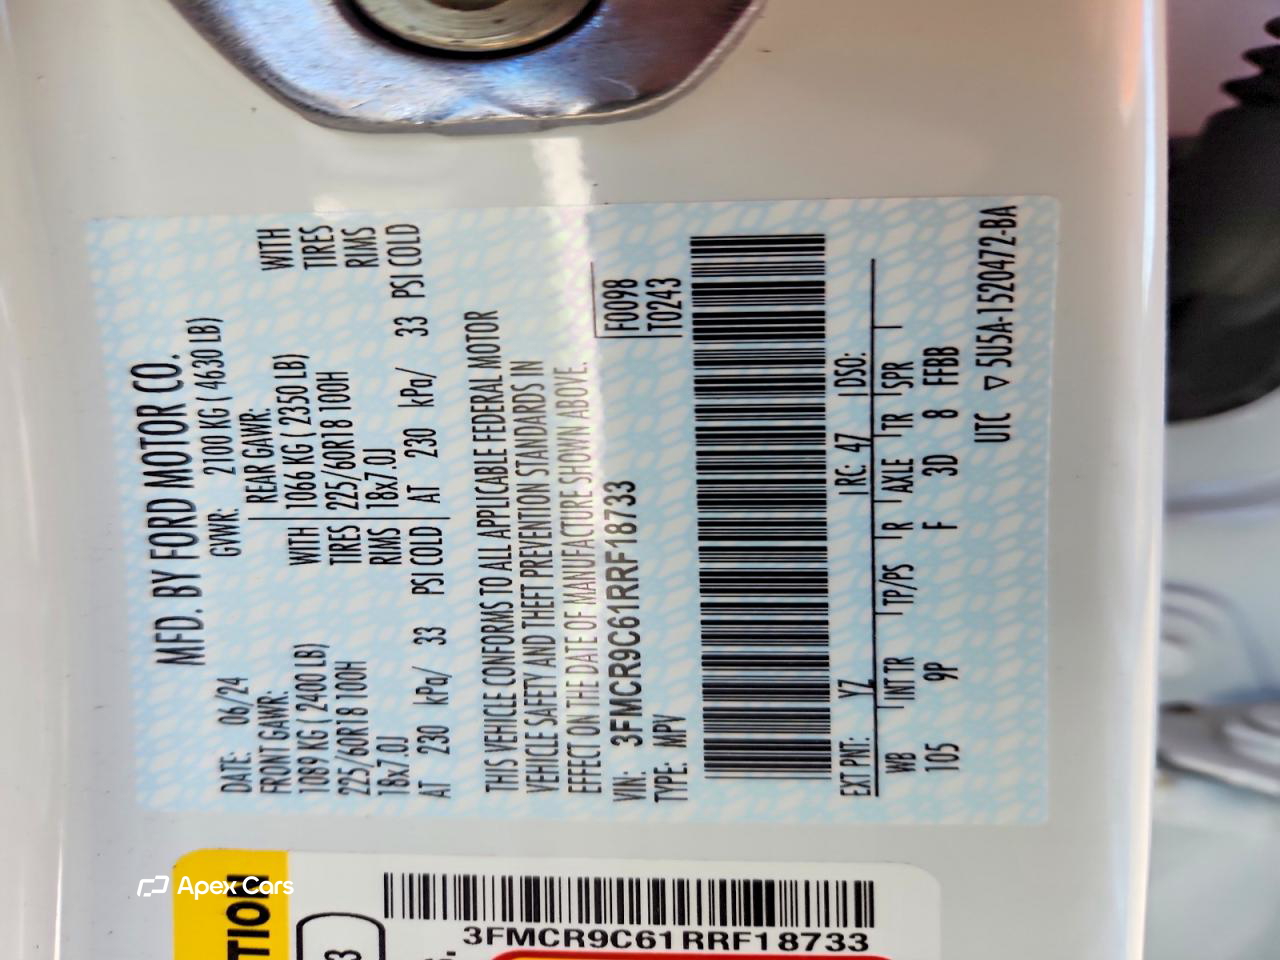 MFD. BY FORD MOTOR CO.
DATE: 06/24 GVWR: 2100 KG ( 4630 LB)
FRONT GAWR: REAR GAWR:
1089 KG ( 2400 LB) WITH 1066 KG ( 2350 LB) WITH
225/60R18 100H TIRES 225/60R18 100H TIRES
18x7.0J RIMS 18x7.0J RIMS
AT 230 kPa/ 33 PSI COLD AT 230 kPa/ 33 PSI COLD
THIS VEHICLE CONFORMS TO ALL APPLICABLE FEDERAL MOTOR
VEHICLE SAFETY AND THEFT PREVENTION STANDARDS IN
EFFECT ON THE DATE OF MANUFACTURE SHOWN ABOVE.
VIN: 3FMCR9C61RRF18733 F0098
TYPE: MPV T0243
EXT PNT: YZ RC: 47 DSO:
WB INT TR TP/PS R AXLE TR SPR
105 9P F 3D 8 FFBB
UTC ▽ 5U5A-1520472-BA
Apex Cars
3FMCR9C61RRF18733